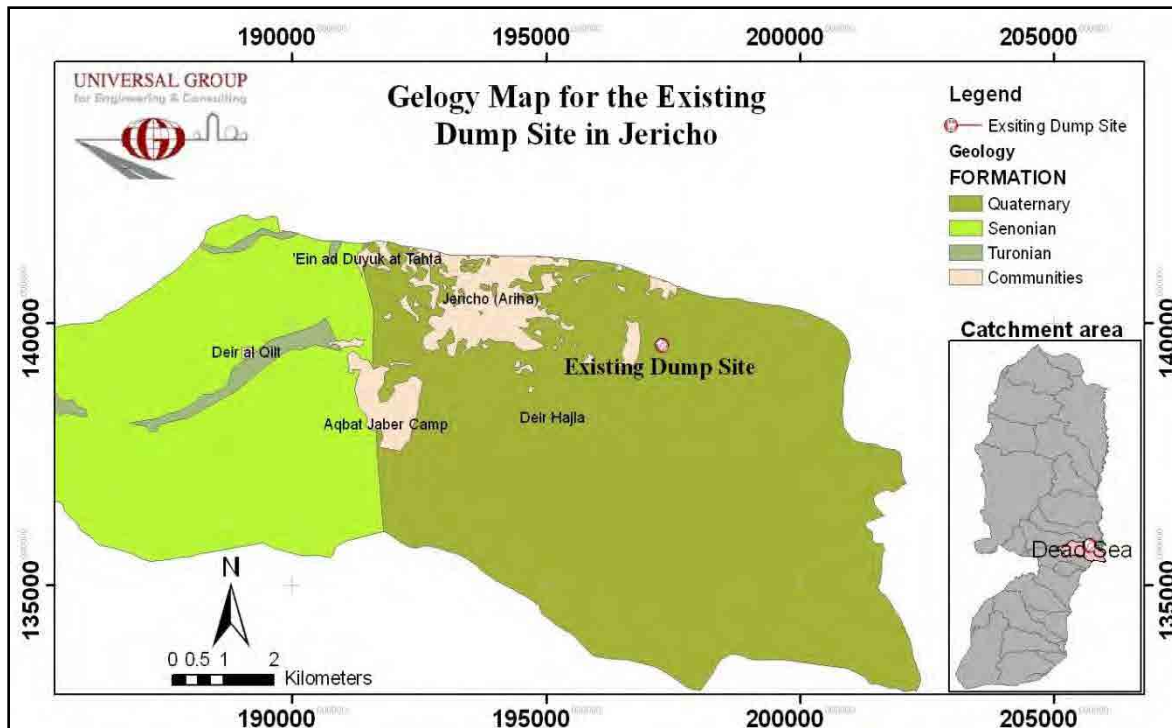 190000
195000
200000
205000
UNIVERSAL GROUP
for Engineering & Consulting
Gelogy Map for the Existing
Dump Site in Jericho
Legend
Exsiting Dump Site
Geology
FORMATION
Quaternary
Senonian
Turonian
Communities
'Ein ad Duyuk at Tahta
Jericho (Ariha)
140000
140000
Deir al Qilt
Existing Dump Site
Catchment area
Aqbat Jaber Camp
Deir Hajla
Dead Sea
N
135000
135000
0 0.5 1 2
Kilometers
190000
195000
200000
205000